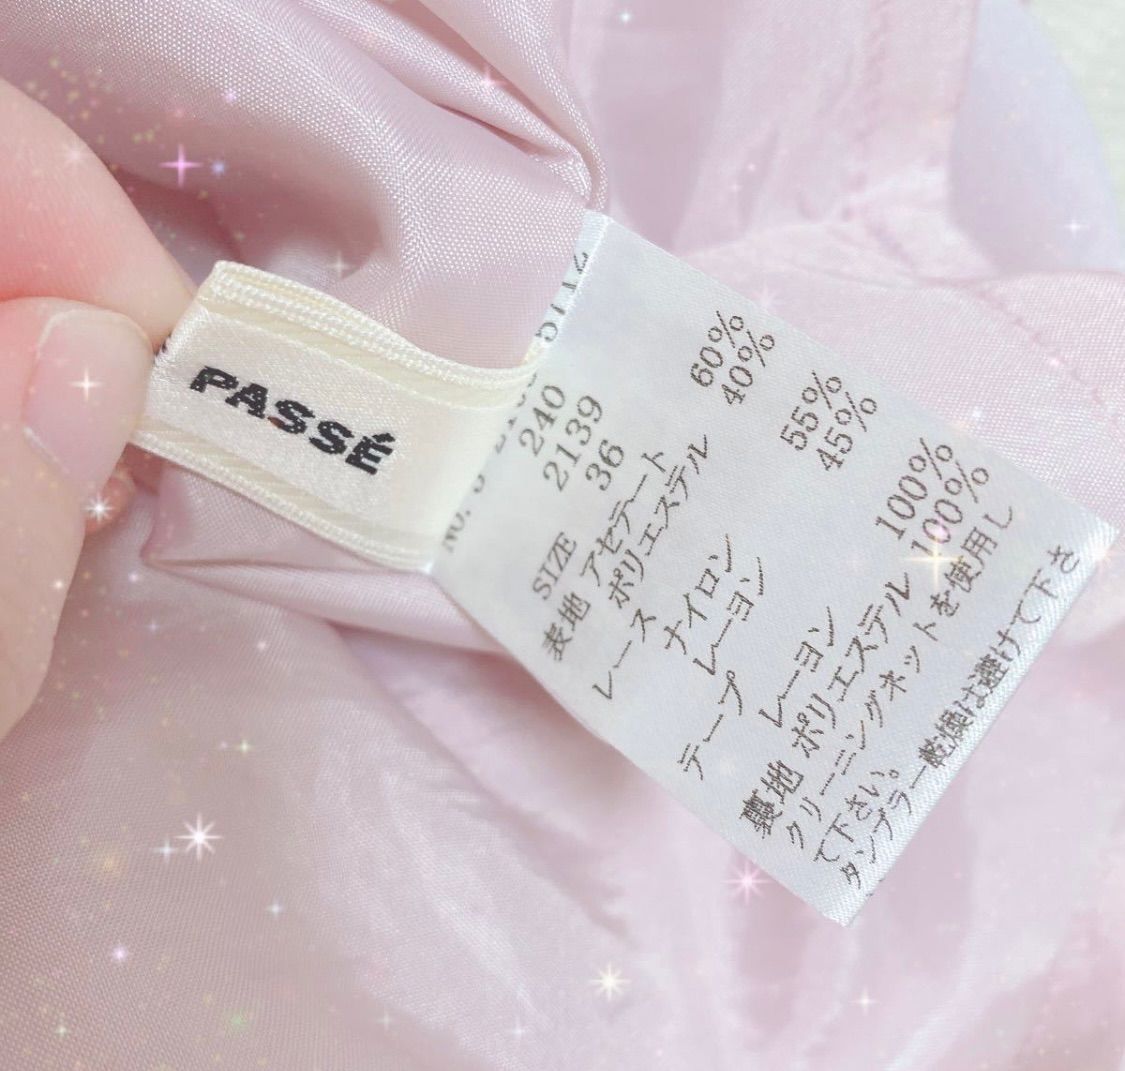 PASSÉ
240
2139
SIZE 36
表地 アセテート 60%
ポリエステル 40%
レース ナイロン 55%
レーヨン 45%
テープ レーヨン 100%
裏地 ポリエステル 100%
クリーニングネットを使用し
て下さい。
タンブラー乾燥は避けて下さ